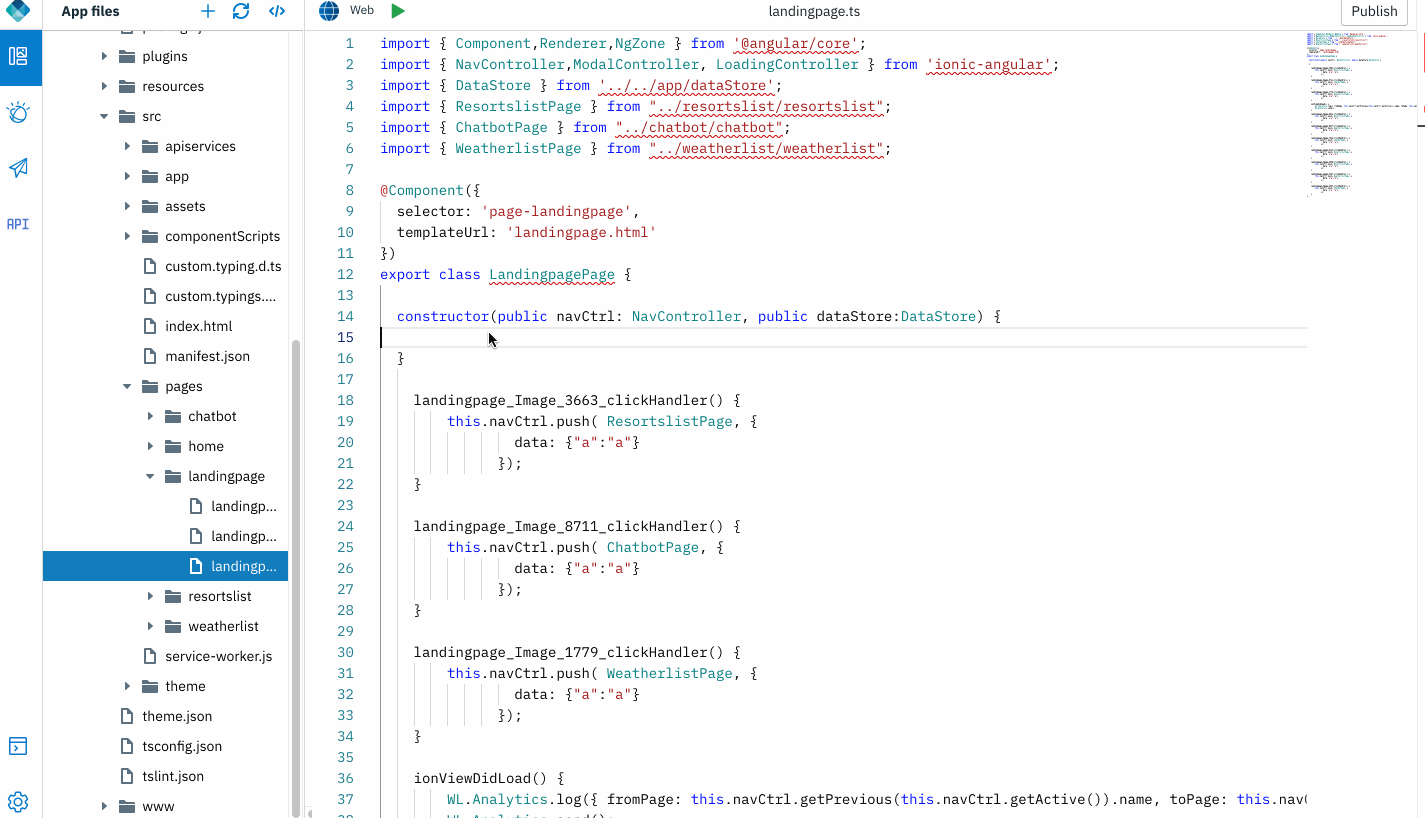 App files
Web
landingpage.ts
Publish
API
plugins
resources
src
apiservices
app
assets
componentScripts
custom.typing.d.ts
custom.typings....
index.html
manifest.json
pages
chatbot
home
landingpage
landingp...
landingp...
landingp...
resortslist
weatherlist
service-worker.js
theme
theme.json
tsconfig.json
tslint.json
www
1 import { Component,Renderer,NgZone } from '@angular/core';
2 import { NavController,ModalController, LoadingController } from 'ionic-angular';
3 import { DataStore } from '../../app/dataStore';
4 import { ResortslistPage } from "../resortslist/resortslist";
5 import { ChatbotPage } from "../chatbot/chatbot";
6 import { WeatherlistPage } from "../weatherlist/weatherlist";
7
8 @Component({
9 selector: 'page-landingpage',
10 templateUrl: 'landingpage.html'
11 })
12 export class LandingpagePage {
13
14 constructor(public navCtrl: NavController, public dataStore:DataStore) {
15
16 }
17
18 landingpage_Image_3663_clickHandler() {
19 this.navCtrl.push( ResortslistPage, {
20 data: {"a":"a"}
21 });
22 }
23
24 landingpage_Image_8711_clickHandler() {
25 this.navCtrl.push( ChatbotPage, {
26 data: {"a":"a"}
27 });
28 }
29
30 landingpage_Image_1779_clickHandler() {
31 this.navCtrl.push( WeatherlistPage, {
32 data: {"a":"a"}
33 });
34 }
35
36 ionViewDidLoad() {
37 WL.Analytics.log({ fromPage: this.navCtrl.getPrevious(this.navCtrl.getActive()).name, toPage: this.nav